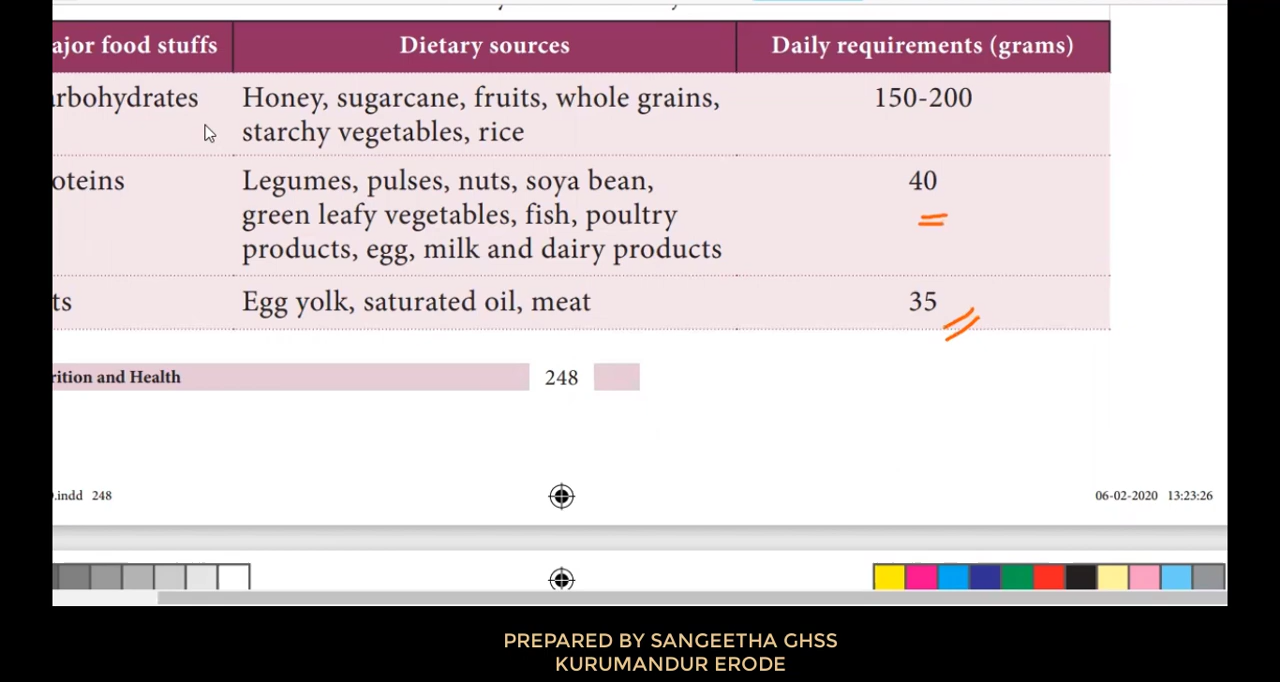 ajor food stuffs Dietary sources Daily requirements (grams)
rbohydrates Honey, sugarcane, fruits, whole grains, 150-200
starchy vegetables, rice
oteins Legumes, pulses, nuts, soya bean, 40
green leafy vegetables, fish, poultry
products, egg, milk and dairy products
ts Egg yolk, saturated oil, meat 35
rition and Health 248
.indd 248 06-02-2020 13:23:26
PREPARED BY SANGEETHA GHSS
KURUMANDUR ERODE